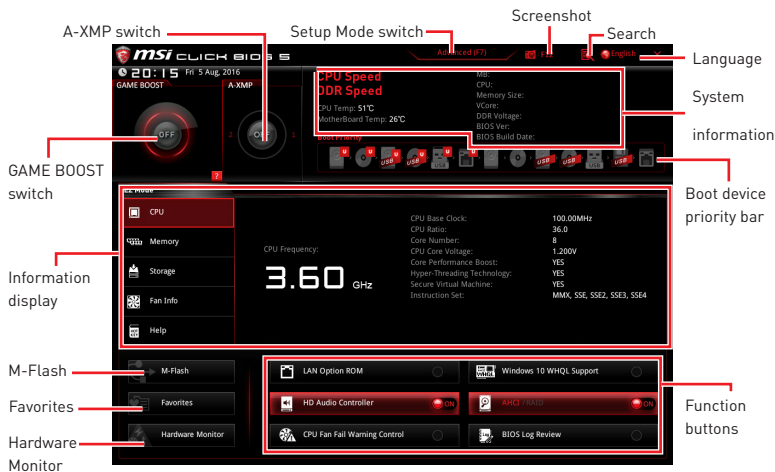 Screenshot
A-XMP switch
Setup Mode switch
Search
msi CLICK BIOS 5
Advanced (F7)
F12
English
X
Language
20:15 Fri 5 Aug, 2016
GAME BOOST
A-XMP
OFF
2 OFF 1
?
CPU Speed
DDR Speed
CPU Temp: 51°C
MotherBoard Temp: 26°C
MB:
CPU:
Memory Size:
VCore:
DDR Voltage:
BIOS Ver:
BIOS Build Date:
System
information
Boot Priority
U U U U U U U
USB USB USB USB USB USB USB
GAME BOOST
switch
Boot device
priority bar
EZ Mode
CPU
Memory
Storage
Fan Info
Help
CPU Frequency:
3.60 GHz
CPU Base Clock: 100.00MHz
CPU Ratio: 36.0
Core Number: 8
CPU Core Voltage: 1.200V
Core Performance Boost: YES
Hyper-Threading Technology: YES
Secure Virtual Machine: YES
Instruction Set: MMX, SSE, SSE2, SSE3, SSE4
Information
display
M-Flash
Favorites
Hardware
Monitor
M-Flash
Favorites
Hardware Monitor
LAN Option ROM
Windows 10 WHQL Support
HD Audio Controller ON
AHCI /RAID ON
CPU Fan Fail Warning Control
BIOS Log Review
Function
buttons